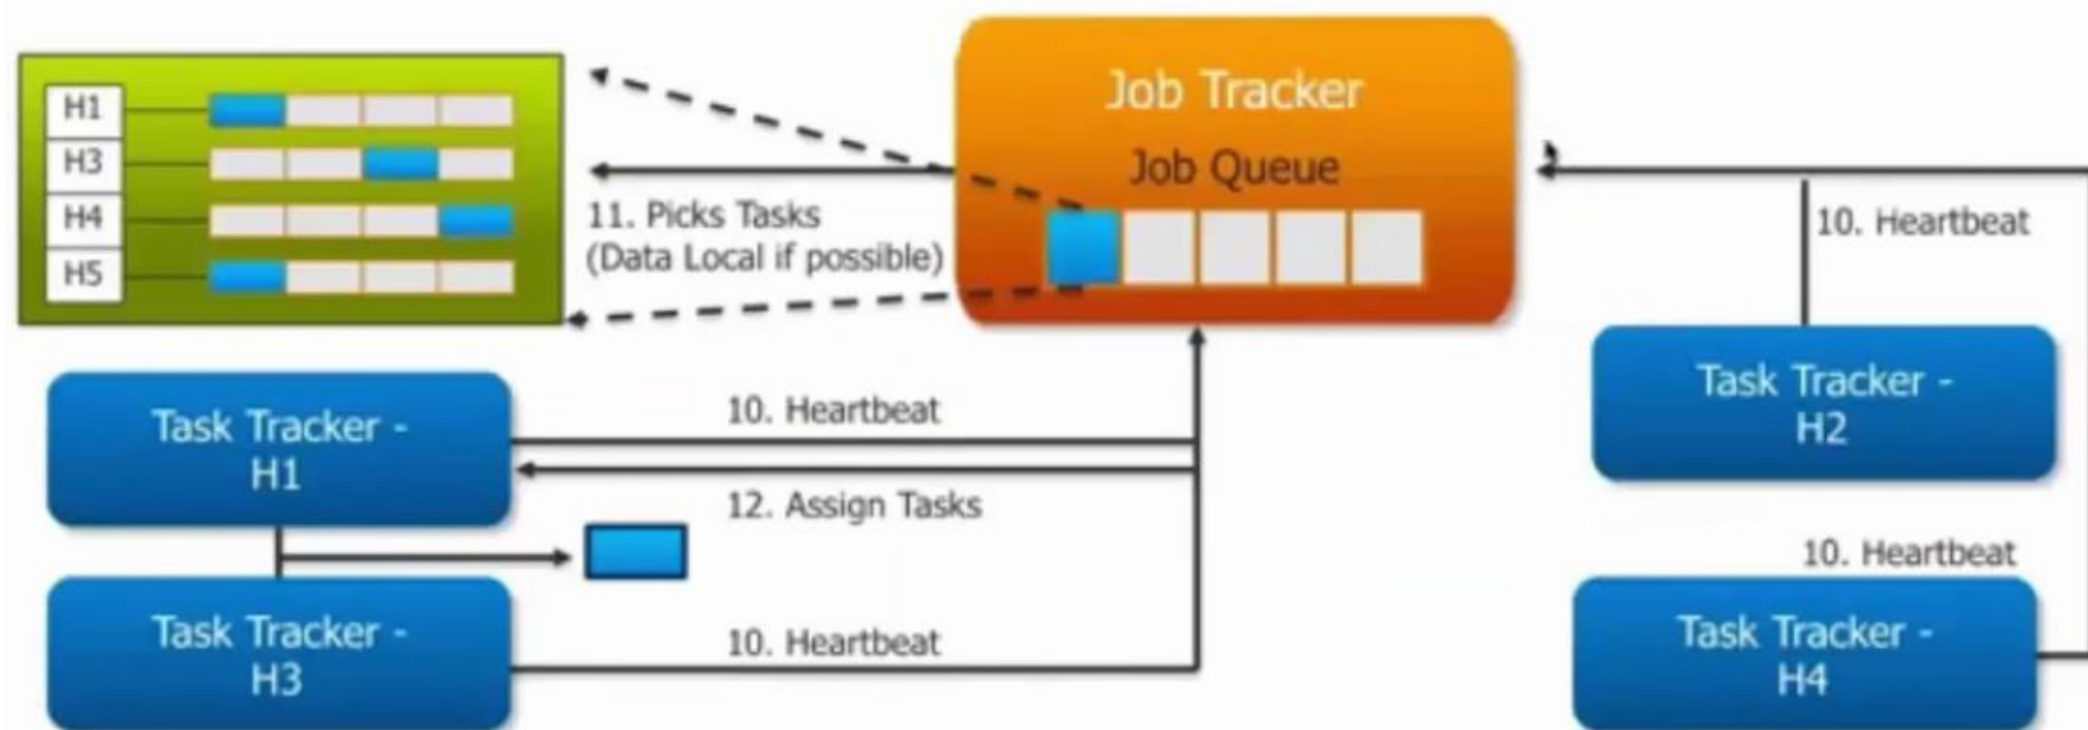 H1
H3
H4
H5
Job Tracker
Job Queue
11. Picks Tasks
(Data Local if possible)
10. Heartbeat
Task Tracker -
H1
10. Heartbeat
12. Assign Tasks
Task Tracker -
H2
10. Heartbeat
Task Tracker -
H3
10. Heartbeat
Task Tracker -
H4